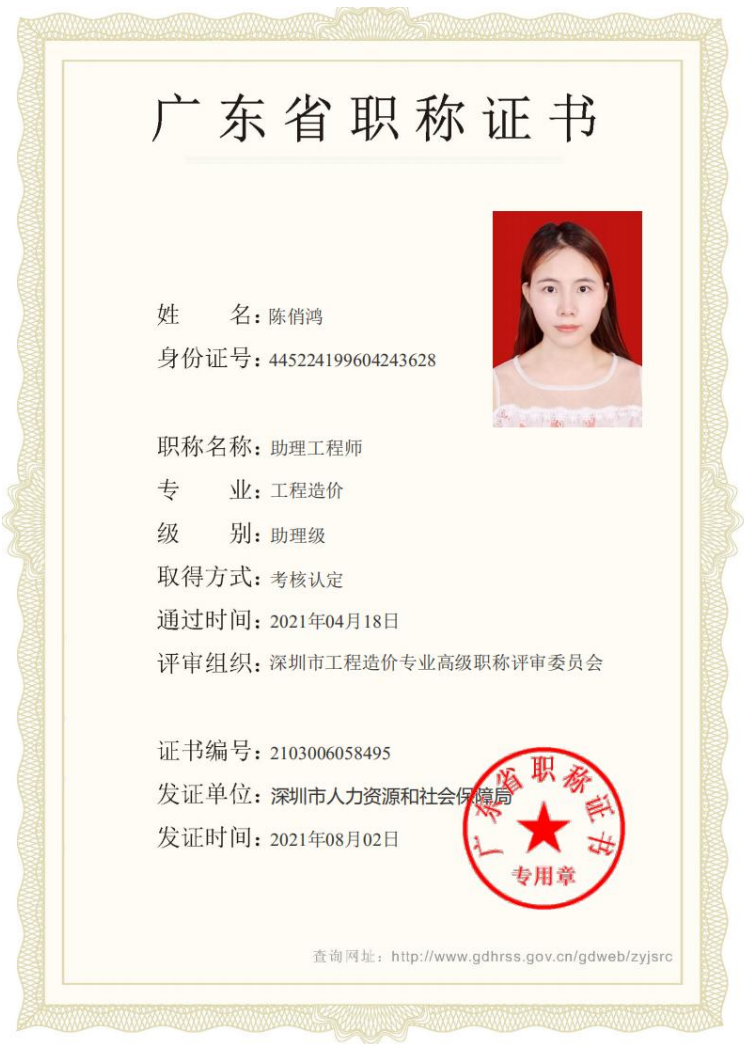 广东省职称证书
姓 名：陈俏鸿
身份证号：445224199604243628
职称名称：助理工程师
专 业：工程造价
级 别：助理级
取得方式：考核认定
通过时间：2021年04月18日
评审组织：深圳市工程造价专业高级职称评审委员会
证书编号：2103006058495
发证单位：深圳市人力资源和社会保障局
发证时间：2021年08月02日
广东省职称证书
专用章
查询网址：http://www.gdhrss.gov.cn/gdweb/zyjsrc